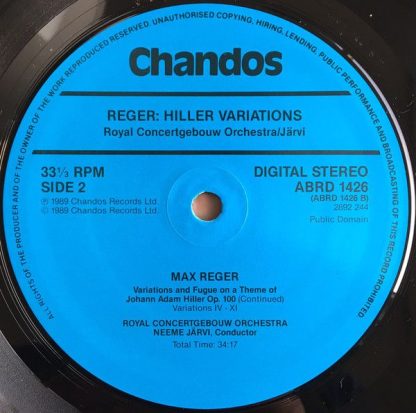 ALL RIGHTS OF THE PRODUCER AND OF THE OWNER OF THE WORK REPRODUCED RESERVED. UNAUTHORISED COPYING, HIRING, LENDING, PUBLIC PERFORMANCE AND BROADCASTING OF THIS RECORD PROHIBITED
Chandos
REGER: HILLER VARIATIONS
Royal Concertgebouw Orchestra/Järvi
33⅓ RPM
SIDE 2
℗ 1989 Chandos Records Ltd.
© 1989 Chandos Records Ltd.
DIGITAL STEREO
ABRD 1426
(ABRD 1426 B)
2892 244
Public Domain
MAX REGER
Variations and Fugue on a Theme of
Johann Adam Hiller Op. 100 (Continued)
Variations IV - XI
ROYAL CONCERTGEBOUW ORCHESTRA
NEEME JÄRVI, Conductor
Total Time: 34:17